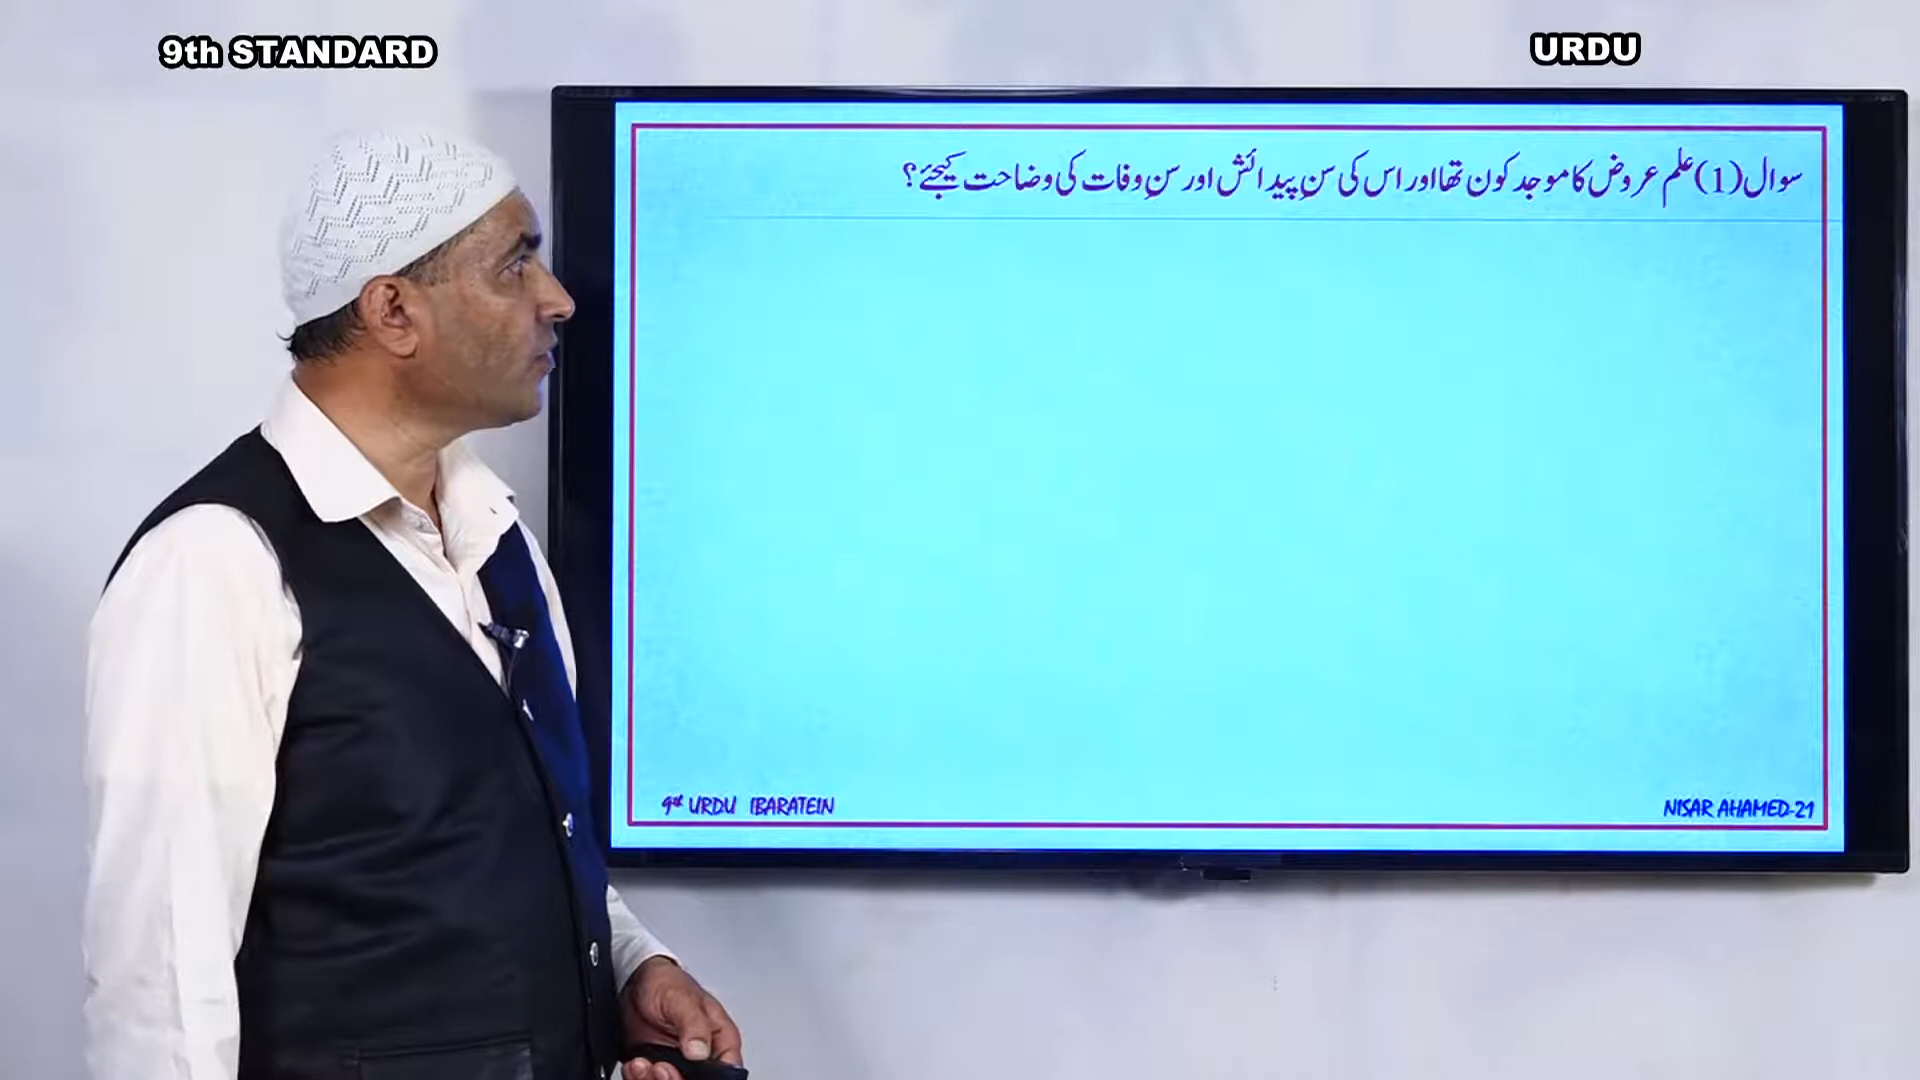 9th STANDARD
URDU
سوال(1)علم عروض کا موجد کون تھا اور اس کی سنِ پیدائش اور سنِ وفات کی وضاحت کیجئے؟
9th URDU IBARATEIN
NISAR AHAMED-21